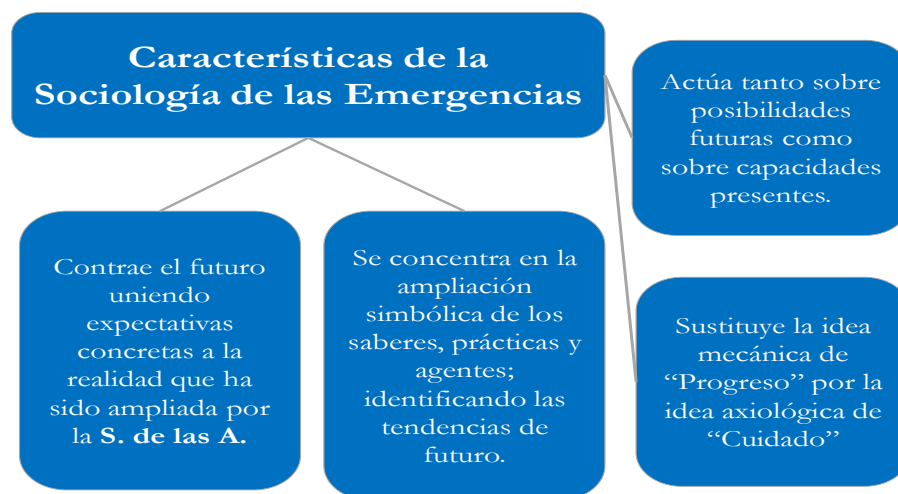 Características de la
Sociología de las Emergencias
Actúa tanto sobre
posibilidades
futuras como
sobre capacidades
presentes.
Contrae el futuro
uniendo
expectativas
concretas a la
realidad que ha
sido ampliada por
la S. de las A.
Se concentra en la
ampliación
simbólica de los
saberes, prácticas y
agentes;
identificando las
tendencias de
futuro.
Sustituye la idea
mecánica de
“Progreso” por la
idea axiológica de
“Cuidado”